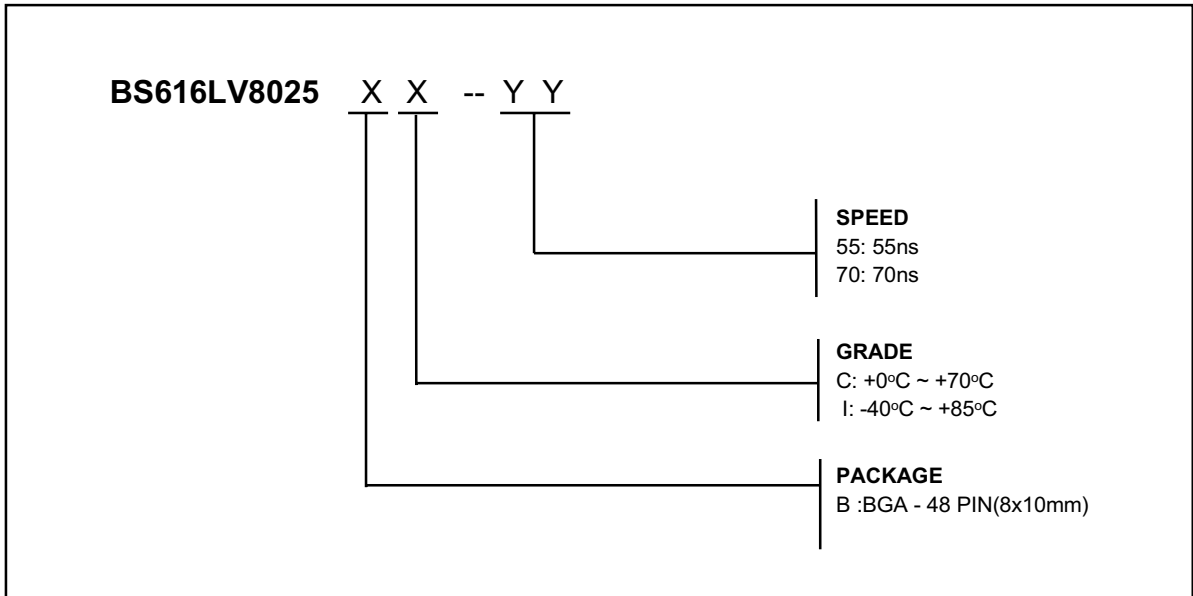 BS616LV8025 X X -- Y Y
SPEED
55: 55ns
70: 70ns
GRADE
C: +0ºC ~ +70ºC
I: -40ºC ~ +85ºC
PACKAGE
B :BGA - 48 PIN(8x10mm)